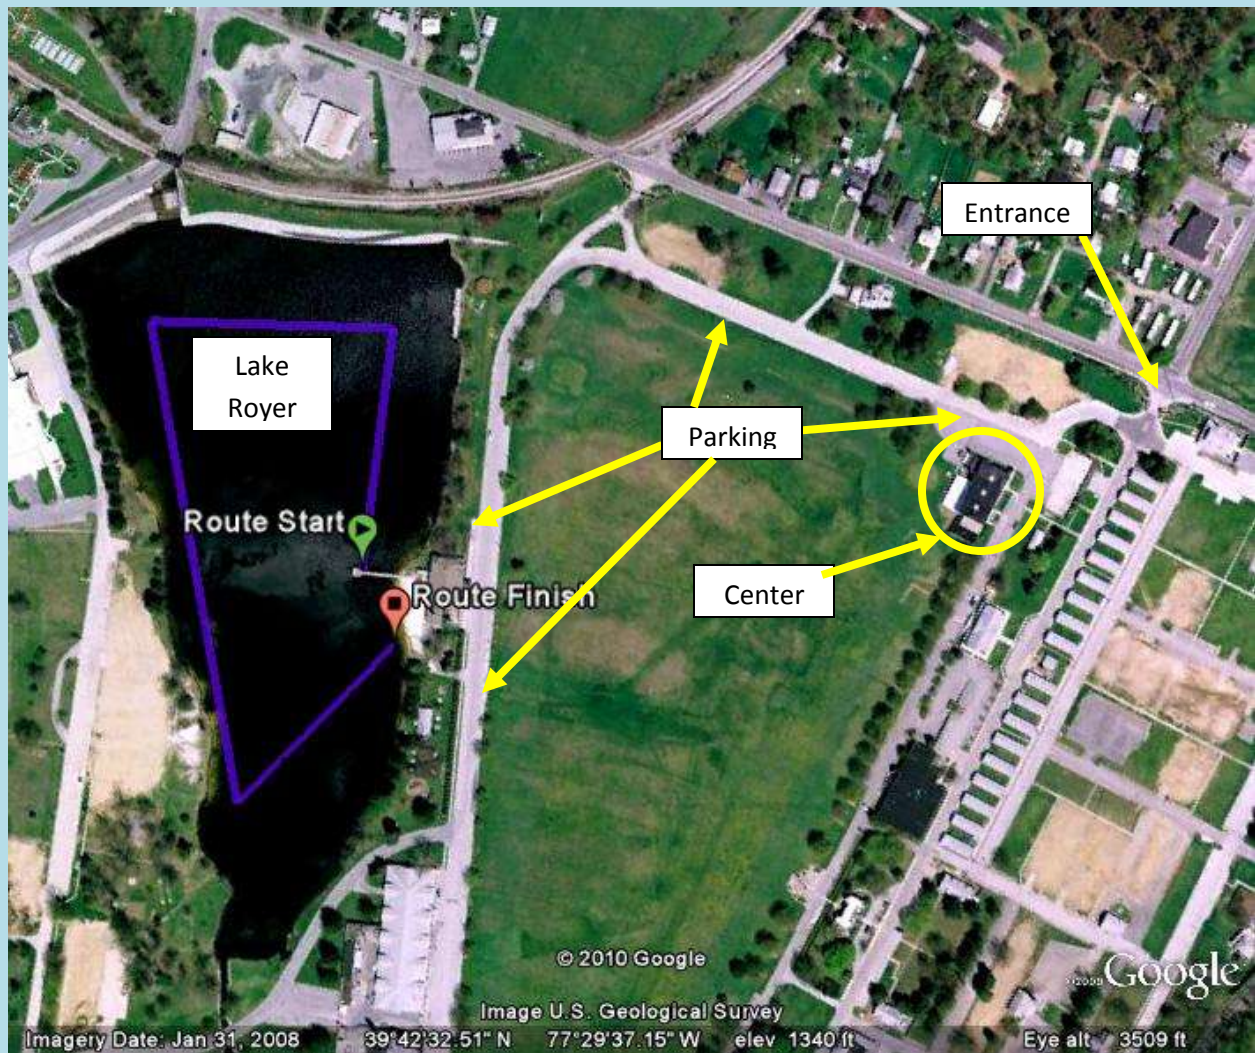 Entrance
Lake
Royer
Parking
Route Start
Route Finish
Center
© 2010 Google
©2009 Google
Image U.S. Geological Survey
Imagery Date: Jan 31, 2008 39°42'32.51" N 77°29'37.15" W elev 1340 ft Eye alt 3509 ft